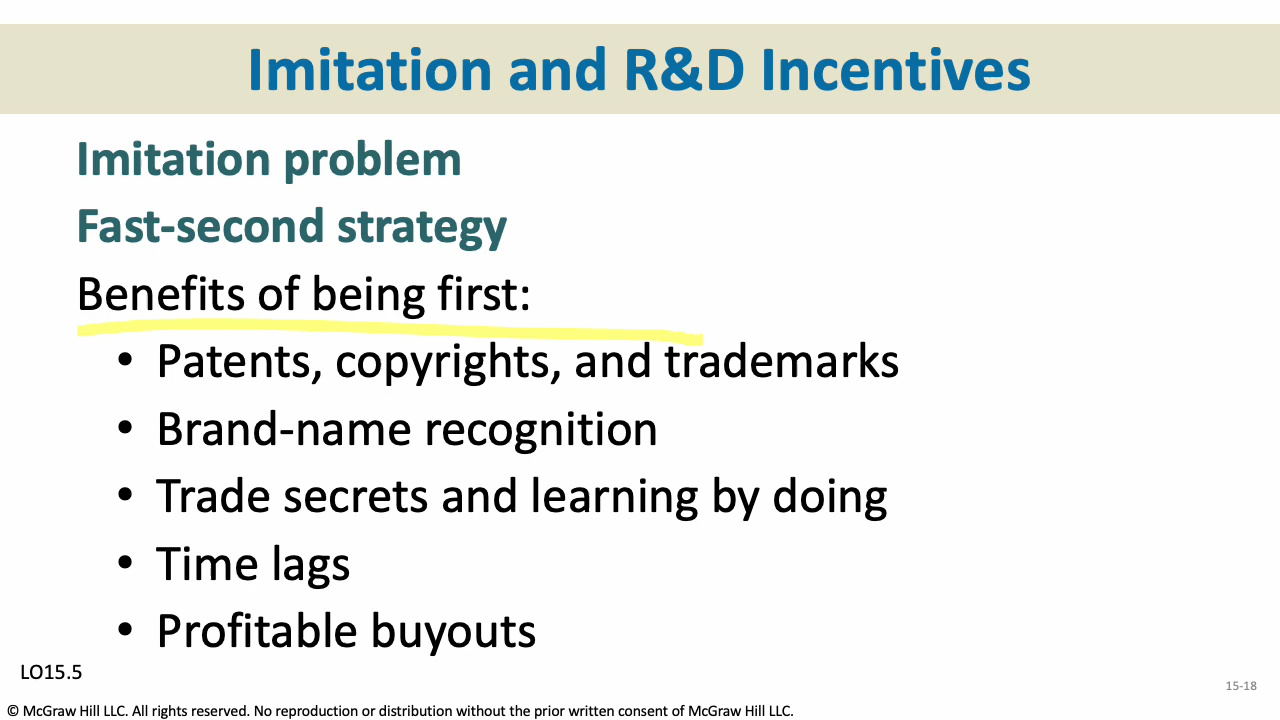 Imitation and R&D Incentives
Imitation problem
Fast-second strategy
Benefits of being first:
• Patents, copyrights, and trademarks
• Brand-name recognition
• Trade secrets and learning by doing
• Time lags
• Profitable buyouts
LO15.5
15-18
© McGraw Hill LLC. All rights reserved. No reproduction or distribution without the prior written consent of McGraw Hill LLC.